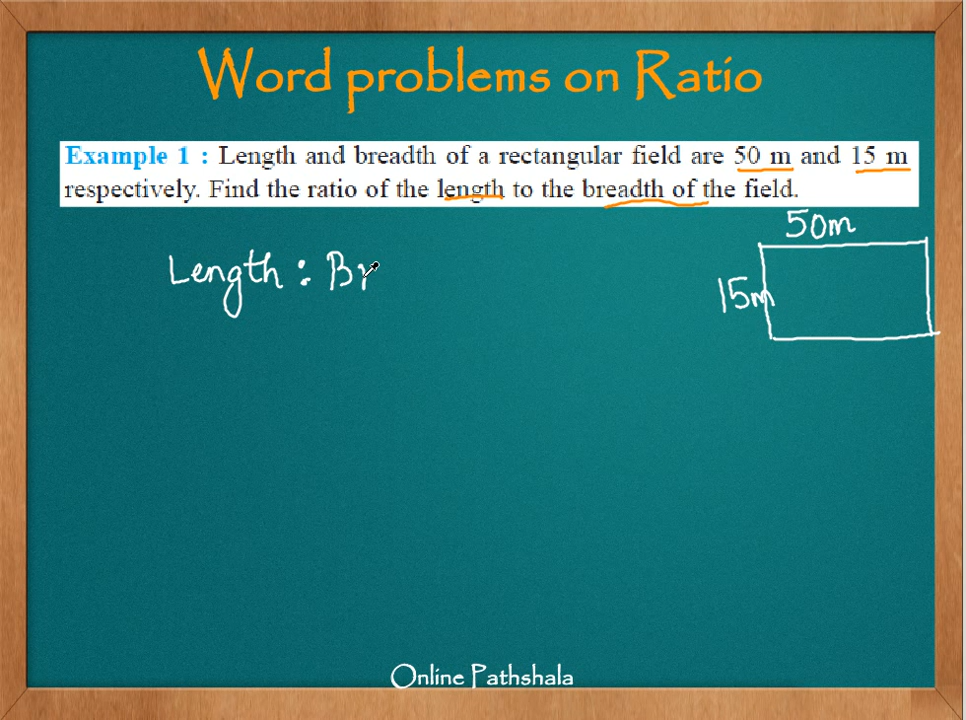 Word problems on Ratio
Example 1 : Length and breadth of a rectangular field are 50 m and 15 m
respectively. Find the ratio of the length to the breadth of the field.
50m
Length : Br
15m
Online Pathshala